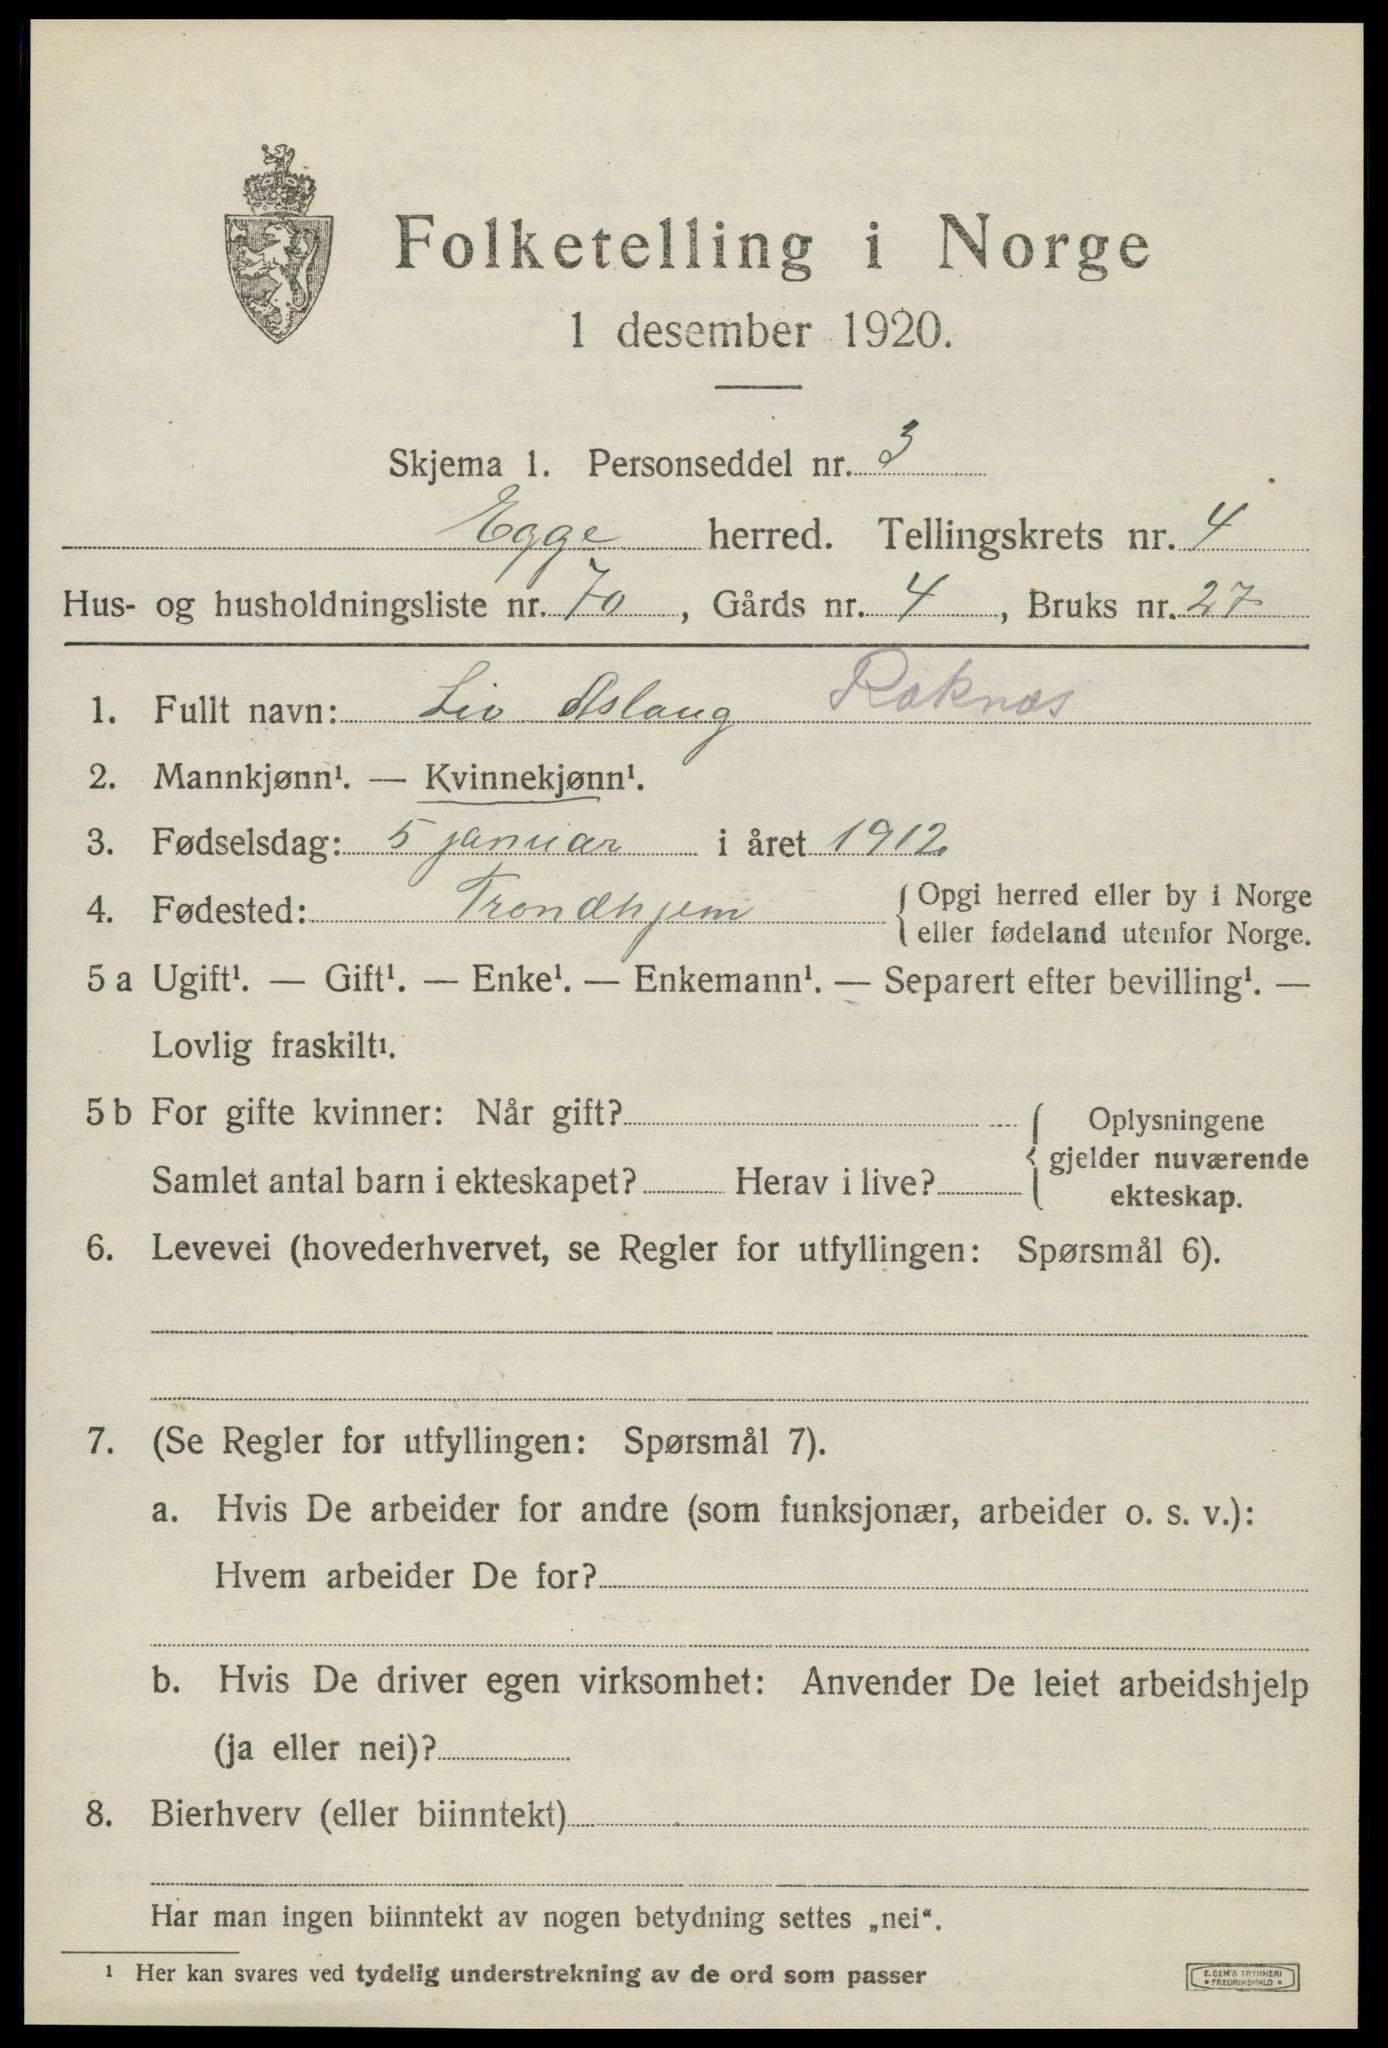 Folketelling i Norge
1 desember 1920.
Skjema 1. Personseddel nr. 3
Egge herred. Tellingskrets nr. 4
Hus- og husholdningsliste nr. 70, Gårds nr. 4, Bruks nr. 27
1. Fullt navn: Liv Aslaug Røknæs
2. Mannkjønn¹. — Kvinnekjønn¹.
3. Fødselsdag: 5 januar i året 1912
4. Fødested: Trondhjem { Opgi herred eller by i Norge
eller fødeland utenfor Norge.
5 a Ugift¹. — Gift¹. — Enke¹. — Enkemann¹. — Separert efter bevilling¹. —
Lovlig fraskilt¹.
5 b For gifte kvinner: Når gift?
Samlet antal barn i ekteskapet? Herav i live?
{ Oplysningene
gjelder nuværende
ekteskap.
6. Levevei (hovederhvervet, se Regler for utfyllingen: Spørsmål 6).
7. (Se Regler for utfyllingen: Spørsmål 7).
a. Hvis De arbeider for andre (som funksjonær, arbeider o. s. v.):
Hvem arbeider De for?
b. Hvis De driver egen virksomhet: Anvender De leiet arbeidshjelp
(ja eller nei)?
8. Bierhverv (eller biinntekt)
Har man ingen biinntekt av nogen betydning settes „nei“.
¹ Her kan svares ved tydelig understrekning av de ord som passer
E. SEM'S TRYKKERI
• FREDRIKSHALD •